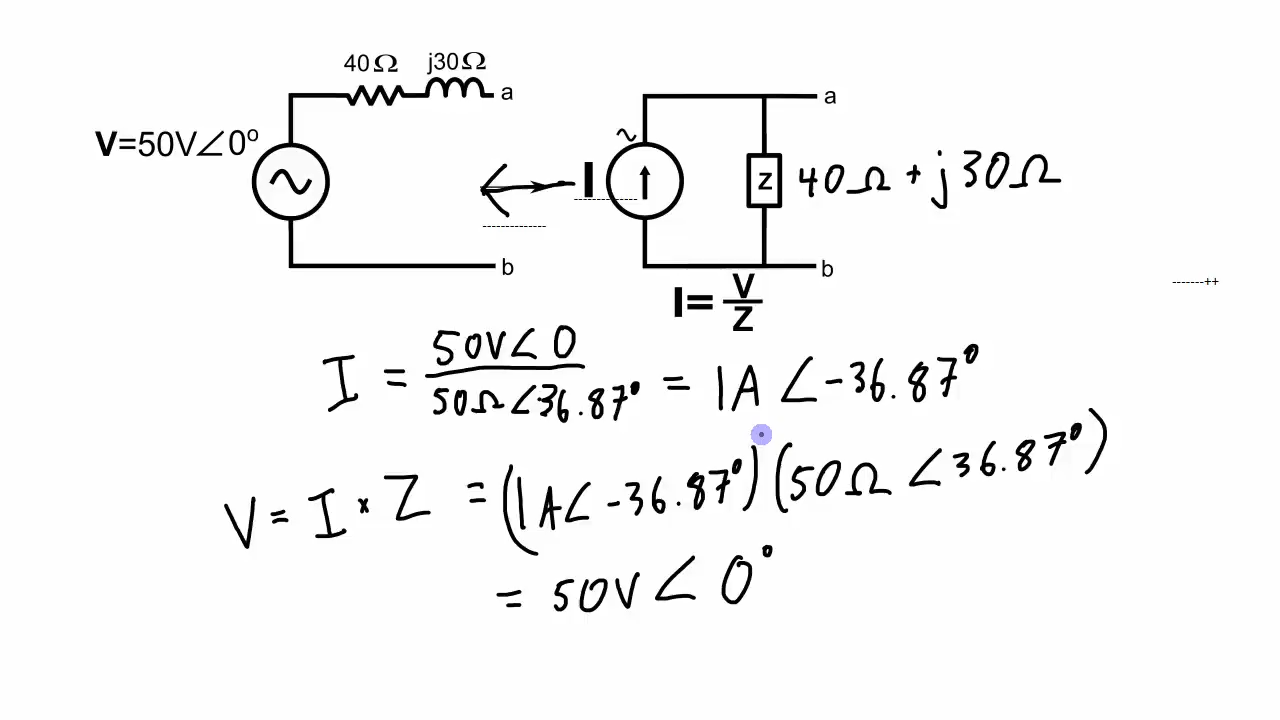 40Ω j30Ω
a
V=50V∠0º
b
~
I
Z
40Ω + j30Ω
a
b
I= V/Z
-------++
I = 50V∠0 / 50Ω∠36.87° = 1A ∠-36.87°
V = I × Z = (1A∠-36.87°)(50Ω∠36.87°)
= 50V∠0°